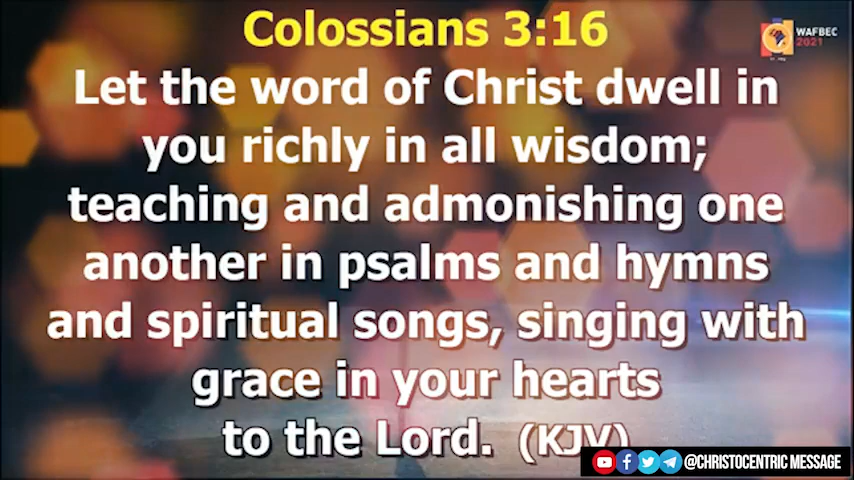 Colossians 3:16
WAFBEC
2021
Let the word of Christ dwell in
you richly in all wisdom;
teaching and admonishing one
another in psalms and hymns
and spiritual songs, singing with
grace in your hearts
to the Lord. (KJV)
@CHRISTOCENTRIC MESSAGE